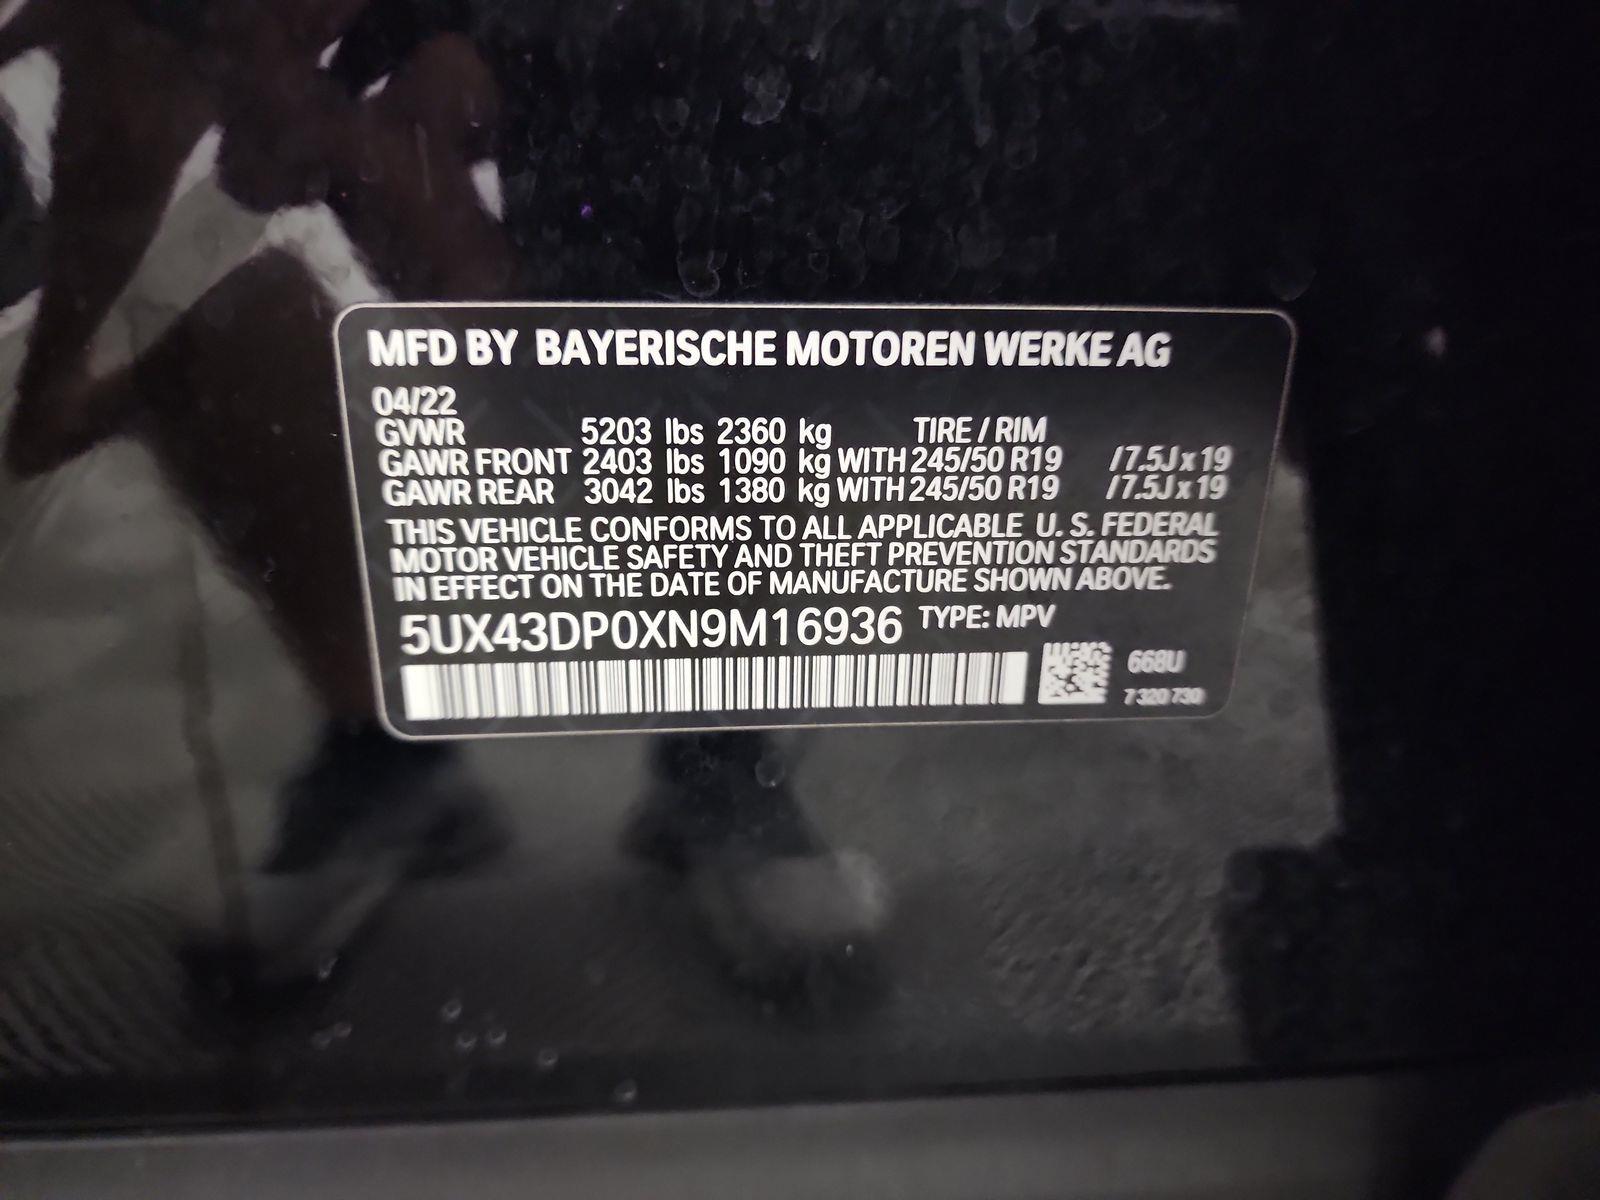 MFD BY BAYERISCHE MOTOREN WERKE AG
04/22
GVWR 5203 lbs 2360 kg TIRE / RIM
GAWR FRONT 2403 lbs 1090 kg WITH 245/50 R19 / 7.5J x 19
GAWR REAR 3042 lbs 1380 kg WITH 245/50 R19 / 7.5J x 19
THIS VEHICLE CONFORMS TO ALL APPLICABLE U. S. FEDERAL
MOTOR VEHICLE SAFETY AND THEFT PREVENTION STANDARDS
IN EFFECT ON THE DATE OF MANUFACTURE SHOWN ABOVE.
5UX43DP0XN9M16936 TYPE: MPV
668U
7 320 730